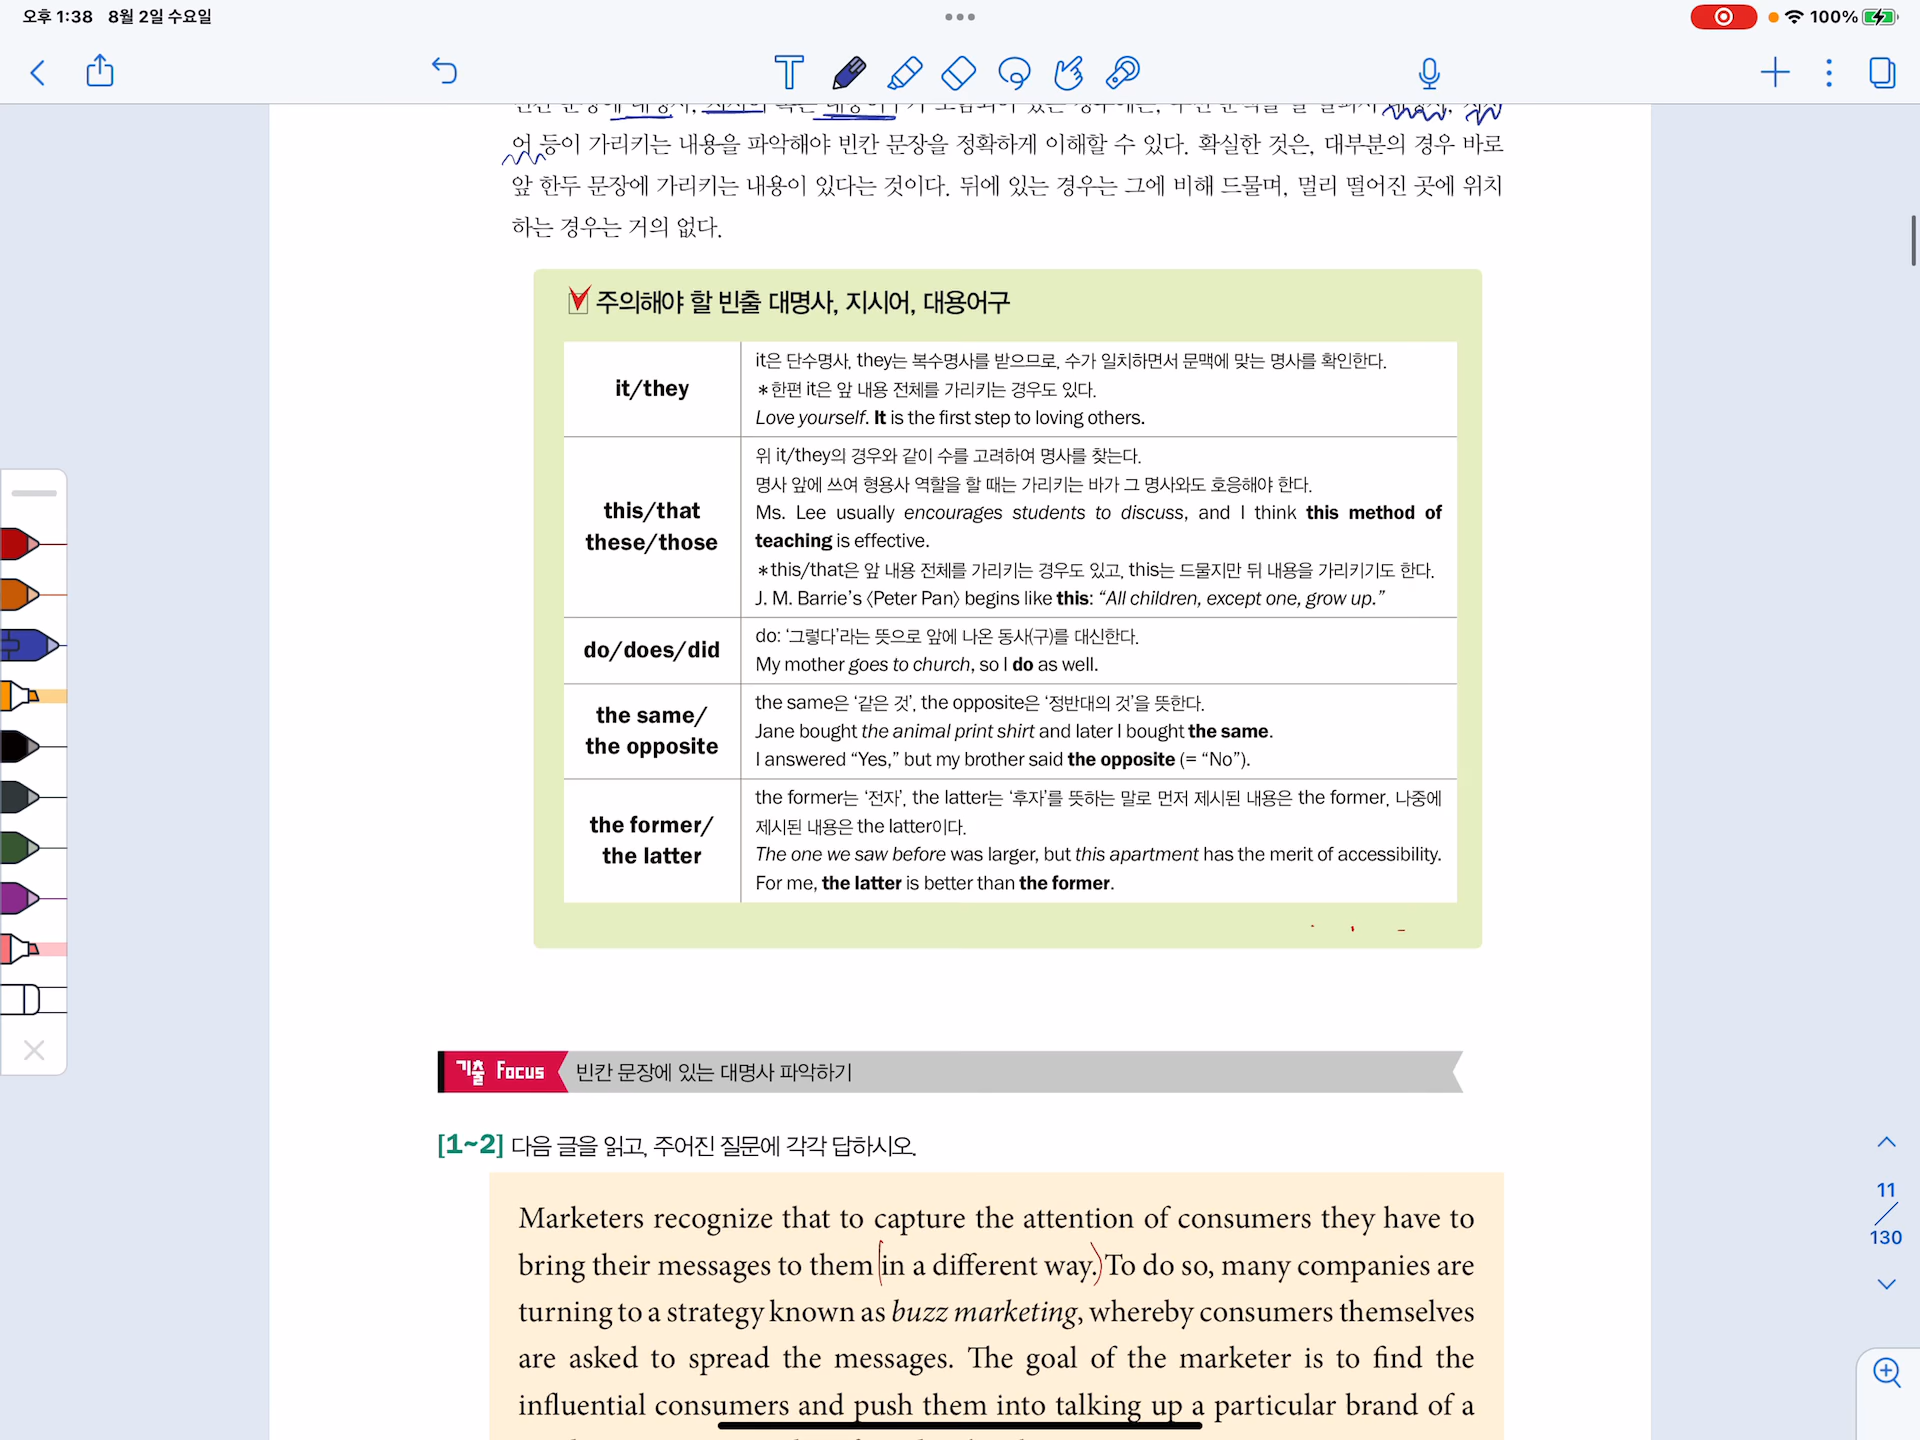 오후 1:38 8월 2일 수요일
100%
어 등이 가리키는 내용을 파악해야 빈칸 문장을 정확하게 이해할 수 있다. 확실한 것은, 대부분의 경우 바로
앞 한두 문장에 가리키는 내용이 있다는 것이다. 뒤에 있는 경우는 그에 비해 드물며, 멀리 떨어진 곳에 위치
하는 경우는 거의 없다.
주의해야 할 빈출 대명사, 지시어, 대용어구
it/they
it은 단수명사, they는 복수명사를 받으므로, 수가 일치하면서 문맥에 맞는 명사를 확인한다.
*한편 it은 앞 내용 전체를 가리키는 경우도 있다.
Love yourself. It is the first step to loving others.
this/that
these/those
위 it/they의 경우와 같이 수를 고려하여 명사를 찾는다.
명사 앞에 쓰여 형용사 역할을 할 때는 가리키는 바가 그 명사와도 호응해야 한다.
Ms. Lee usually encourages students to discuss, and I think this method of
teaching is effective.
*this/that은 앞 내용 전체를 가리키는 경우도 있고, this는 드물지만 뒤 내용을 가리키기도 한다.
J. M. Barrie’s 〈Peter Pan〉 begins like this: “All children, except one, grow up.”
do/does/did
do: ‘그렇다’라는 뜻으로 앞에 나온 동사(구)를 대신한다.
My mother goes to church, so I do as well.
the same/
the opposite
the same은 ‘같은 것’, the opposite은 ‘정반대의 것’을 뜻한다.
Jane bought the animal print shirt and later I bought the same.
I answered “Yes,” but my brother said the opposite (= “No”).
the former/
the latter
the former는 ‘전자’, the latter는 ‘후자’를 뜻하는 말로 먼저 제시된 내용은 the former, 나중에
제시된 내용은 the latter이다.
The one we saw before was larger, but this apartment has the merit of accessibility.
For me, the latter is better than the former.
기출 Focus 빈칸 문장에 있는 대명사 파악하기
[1~2] 다음 글을 읽고, 주어진 질문에 각각 답하시오.
Marketers recognize that to capture the attention of consumers they have to
bring their messages to them in a different way. To do so, many companies are
turning to a strategy known as buzz marketing, whereby consumers themselves
are asked to spread the messages. The goal of the marketer is to find the
influential consumers and push them into talking up a particular brand of a
11
130